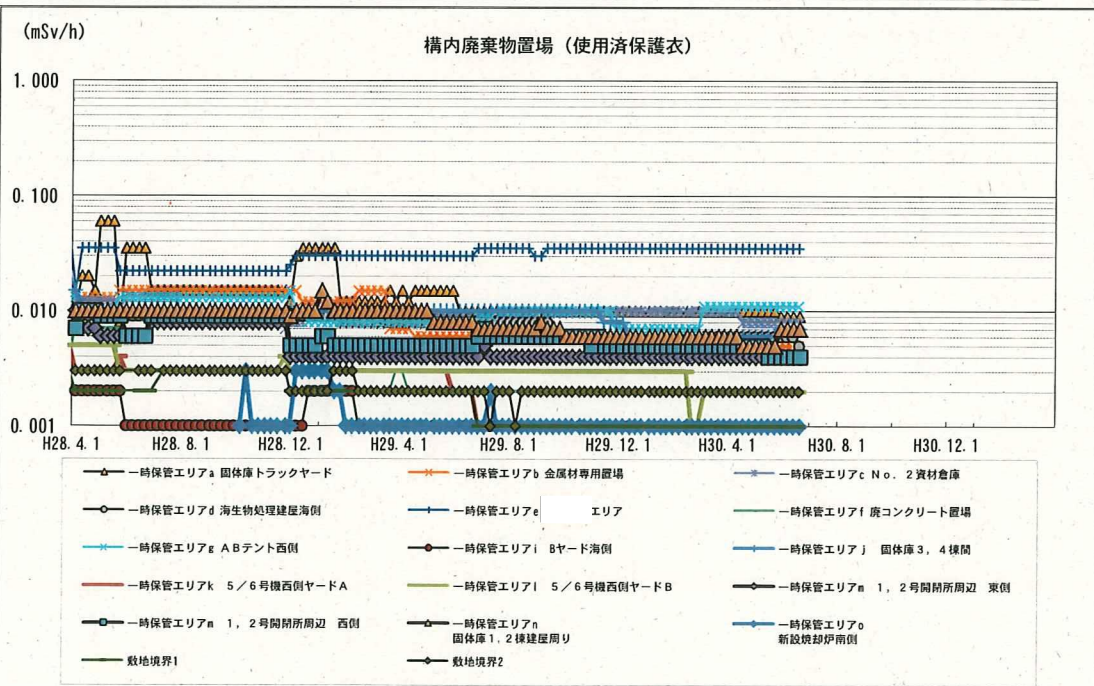 (mSv/h)
構内廃棄物置場（使用済保護衣）
1.000
0.100
0.010
0.001
H28.4.1 H28.8.1 H28.12.1 H29.4.1 H29.8.1 H29.12.1 H30.4.1 H30.8.1 H30.12.1
一時保管エリアa 固体庫トラックヤード
一時保管エリアb 金属材専用置場
一時保管エリアc No.2資材倉庫
一時保管エリアd 海生物処理建屋海側
一時保管エリアe エリア
一時保管エリアf 廃コンクリート置場
一時保管エリアg ABテント西側
一時保管エリアi Bヤード海側
一時保管エリアj 固体庫3，4棟間
一時保管エリアk 5／6号機西側ヤードA
一時保管エリアl 5／6号機西側ヤードB
一時保管エリアm 1，2号開閉所周辺 東側
一時保管エリアm 1，2号開閉所周辺 西側
一時保管エリアn
固体庫1，2棟建屋周り
一時保管エリアo
新設焼却炉南側
敷地境界1
敷地境界2